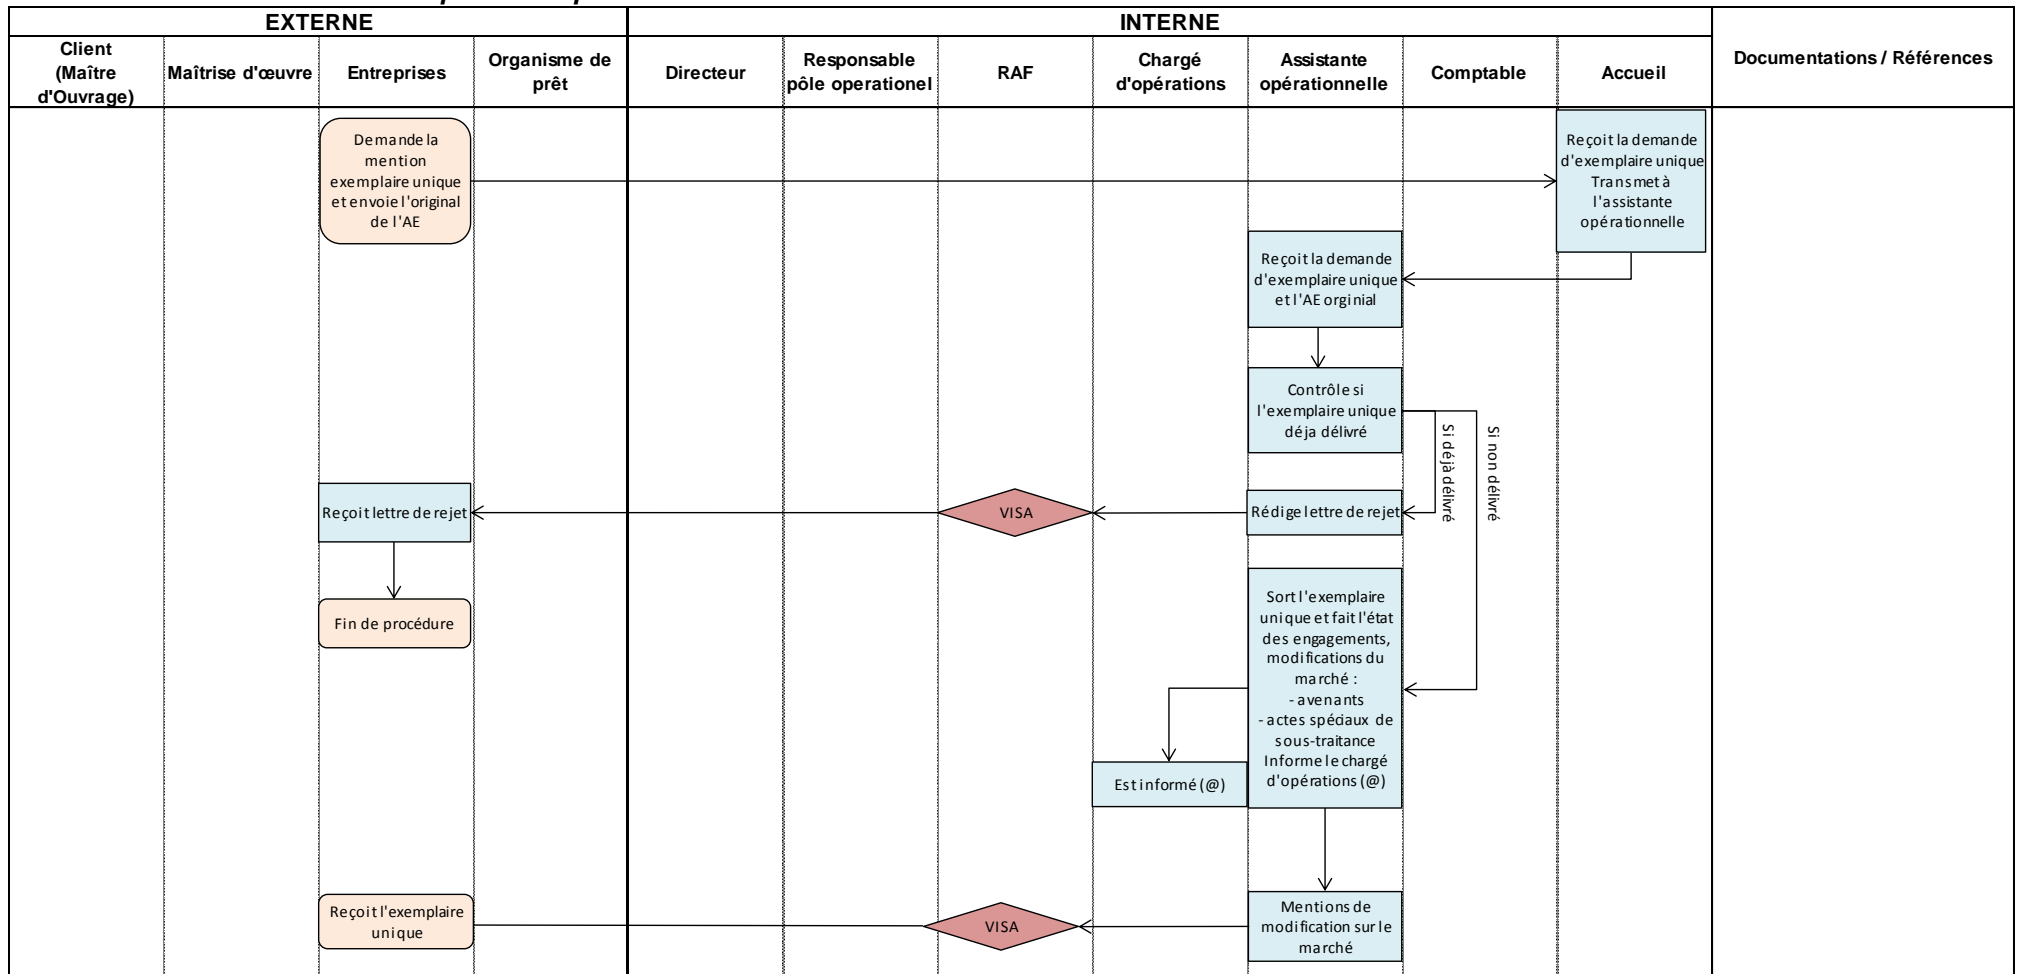 EXTERNE
INTERNE
Client
(Maître
d'Ouvrage)
Maîtrise d'œuvre
Entreprises
Organisme de
prêt
Directeur
Responsable
pôle operationel
RAF
Chargé
d'opérations
Assistante
opérationnelle
Comptable
Accueil
Documentations / Références
Demande la
mention
exemplaire unique
et envoie l'original
de l'AE
Reçoit la demande
d'exemplaire unique
Transmet à
l'assistante
opérationnelle
Reçoit la demande
d'exemplaire unique
et l'AE orginial
Contrôle si
l'exemplaire unique
déja délivré
Si déjà délivré
Si non délivré
Reçoit lettre de rejet
VISA
Rédige lettre de rejet
Fin de procédure
Sort l'exemplaire
unique et fait l'état
des engagements,
modifications du
marché :
- avenants
- actes spéciaux de
sous-traitance
Informe le chargé
d'opérations (@)
Est informé (@)
Reçoit l'exemplaire
unique
VISA
Mentions de
modification sur le
marché